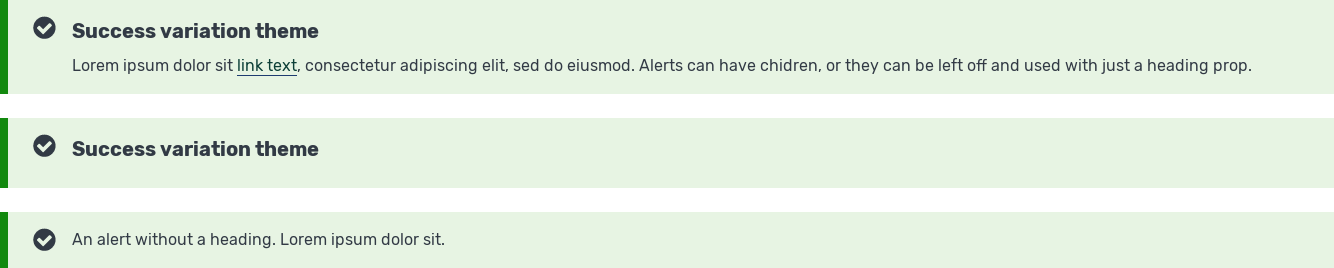 Success variation theme
Lorem ipsum dolor sit link text, consectetur adipiscing elit, sed do eiusmod. Alerts can have chidren, or they can be left off and used with just a heading prop.
Success variation theme
An alert without a heading. Lorem ipsum dolor sit.